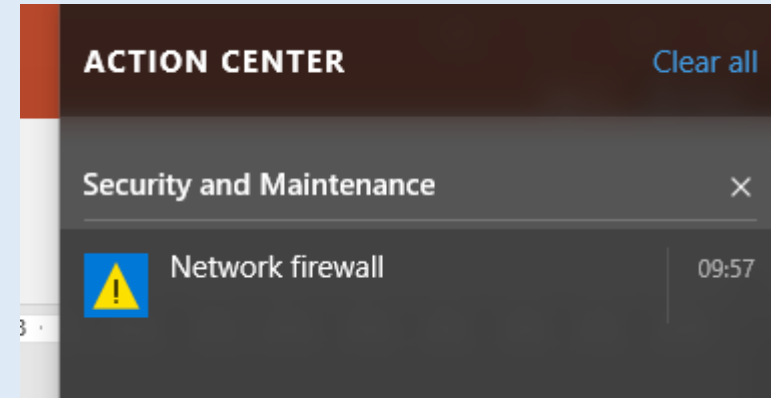 ACTION CENTER
Clear all
Security and Maintenance
Network firewall
09:57